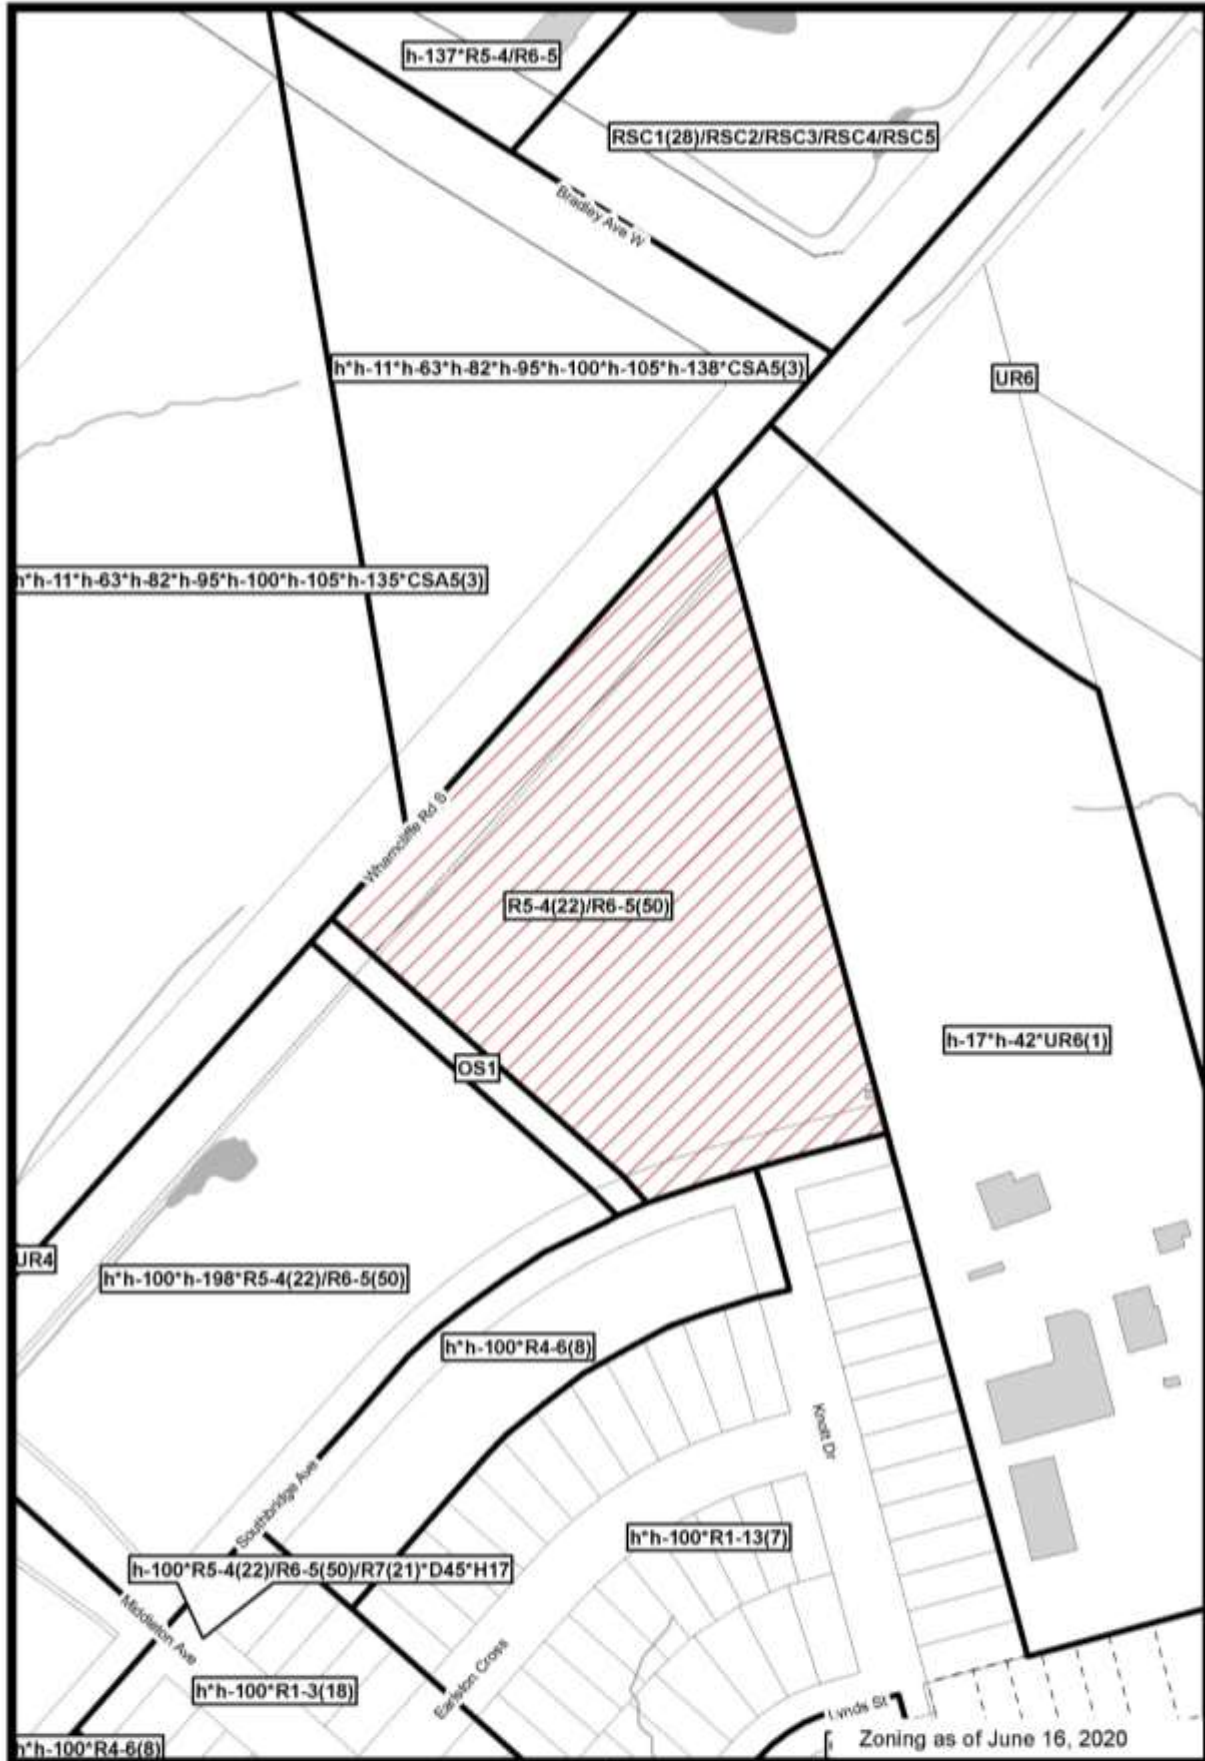 h-137*R5-4/R6-5
RSC1(28)/RSC2/RSC3/RSC4/RSC5
Bradley Ave W
h*h-11*h-63*h-82*h-95*h-100*h-105*h-138*CSA5(3)
UR6
h*h-11*h-63*h-82*h-95*h-100*h-105*h-135*CSA5(3)
Wharncliffe Rd S
R5-4(22)/R6-5(50)
h-17*h-42*UR6(1)
OS1
UR4
h*h-100*h-198*R5-4(22)/R6-5(50)
h*h-100*R4-6(8)
Knott Dr
Southbridge Ave
h*h-100*R1-13(7)
h-100*R5-4(22)/R6-5(50)/R7(21)*D45*H17
Middleton Ave
Earlston Cross
h*h-100*R1-3(18)
Lynds St
h*h-100*R4-6(8)
Zoning as of June 16, 2020